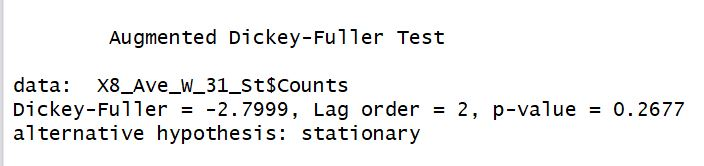 Augmented Dickey-Fuller Test
data:  X8_Ave_W_31_St$Counts
Dickey-Fuller = -2.7999, Lag order = 2, p-value = 0.2677
alternative hypothesis: stationary